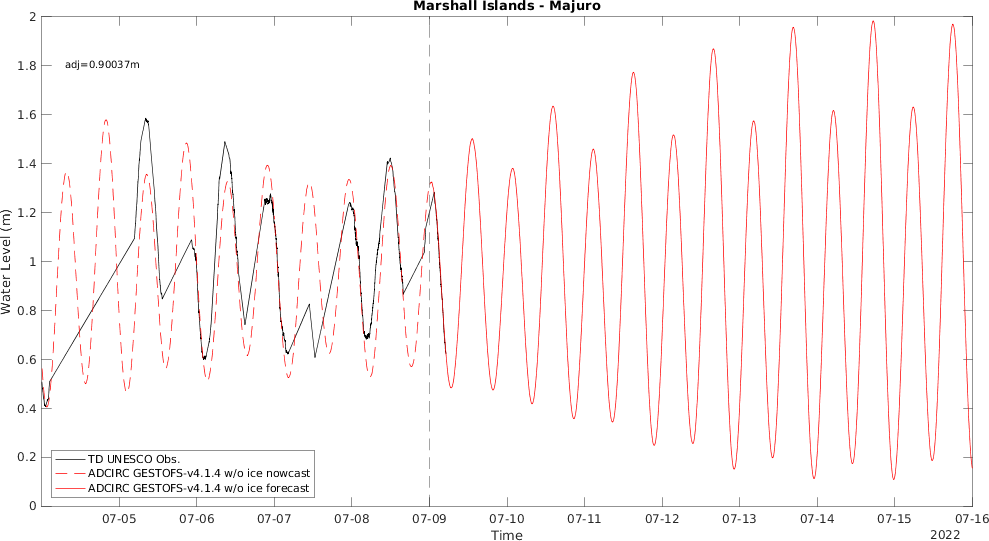 Marshall Islands - Majuro
2
1.8
1.6
1.4
1.2
1
0.8
0.6
0.4
0.2
0
Water Level (m)
adj=0.90037m
TD UNESCO Obs.
ADCIRC GESTOFS-v4.1.4 w/o ice nowcast
ADCIRC GESTOFS-v4.1.4 w/o ice forecast
07-05 07-06 07-07 07-08 07-09 07-10 07-11 07-12 07-13 07-14 07-15 07-16
Time
2022